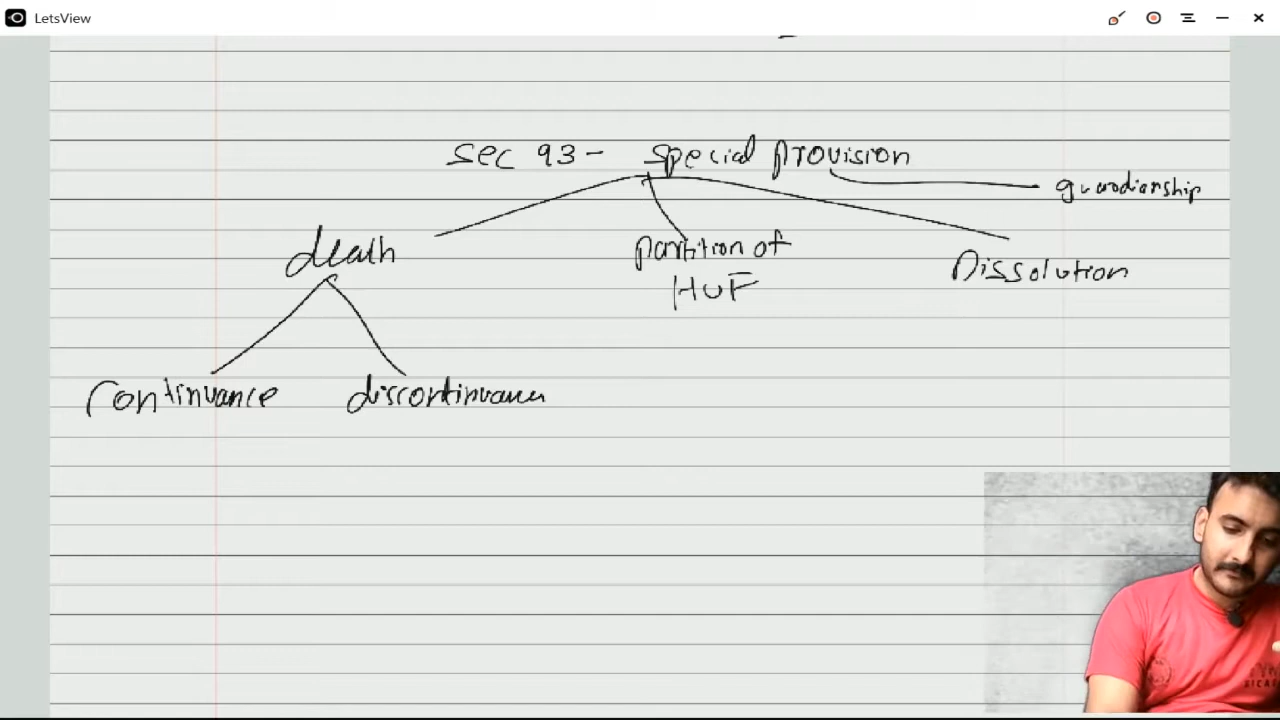 LetsView
Sec 93 - special provision
guardianship
death
partition of
HUF
Dissolution
Continuance
discontinuance